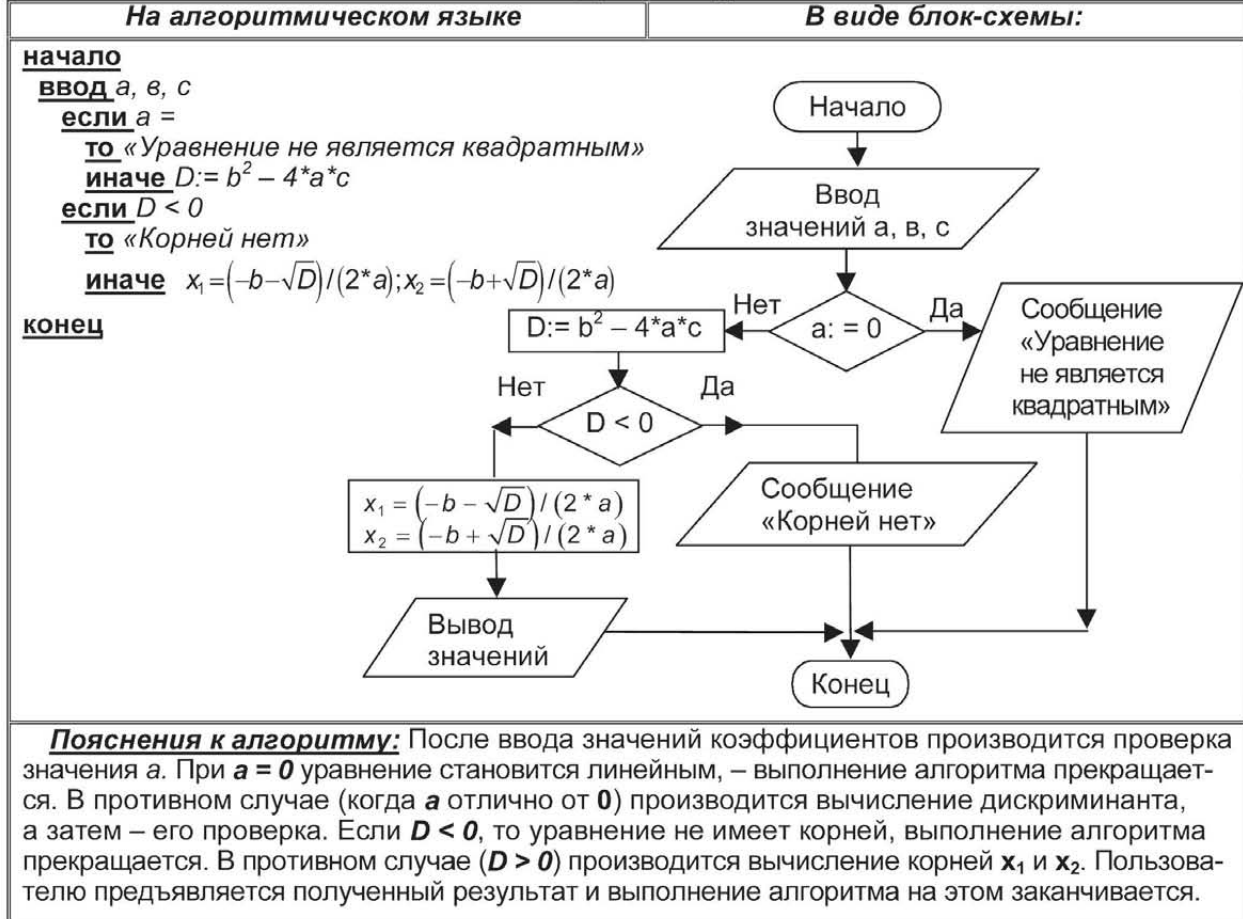 На алгоритмическом языке
В виде блок-схемы:
начало
ввод а, в, с
если а =
то «Уравнение не является квадратным»
иначе D:= b² – 4*a*c
если D < 0
то «Корней нет»
иначе x₁=(−b−√D)/(2*a);x₂=(−b+√D)/(2*a)
конец
Начало
Ввод
значений а, в, с
Нет
a: = 0
Да
D:= b² – 4*a*c
Сообщение
«Уравнение
не является
квадратным»
Нет
D < 0
Да
x₁ = (−b − √D)/(2 * a)
x₂ = (−b + √D)/(2 * a)
Сообщение
«Корней нет»
Вывод
значений
Конец
Пояснения к алгоритму: После ввода значений коэффициентов производится проверка
значения а. При а = 0 уравнение становится линейным, – выполнение алгоритма прекращает-
ся. В противном случае (когда а отлично от 0) производится вычисление дискриминанта,
а затем – его проверка. Если D < 0, то уравнение не имеет корней, выполнение алгоритма
прекращается. В противном случае (D > 0) производится вычисление корней x₁ и x₂. Пользова-
телю предъявляется полученный результат и выполнение алгоритма на этом заканчивается.